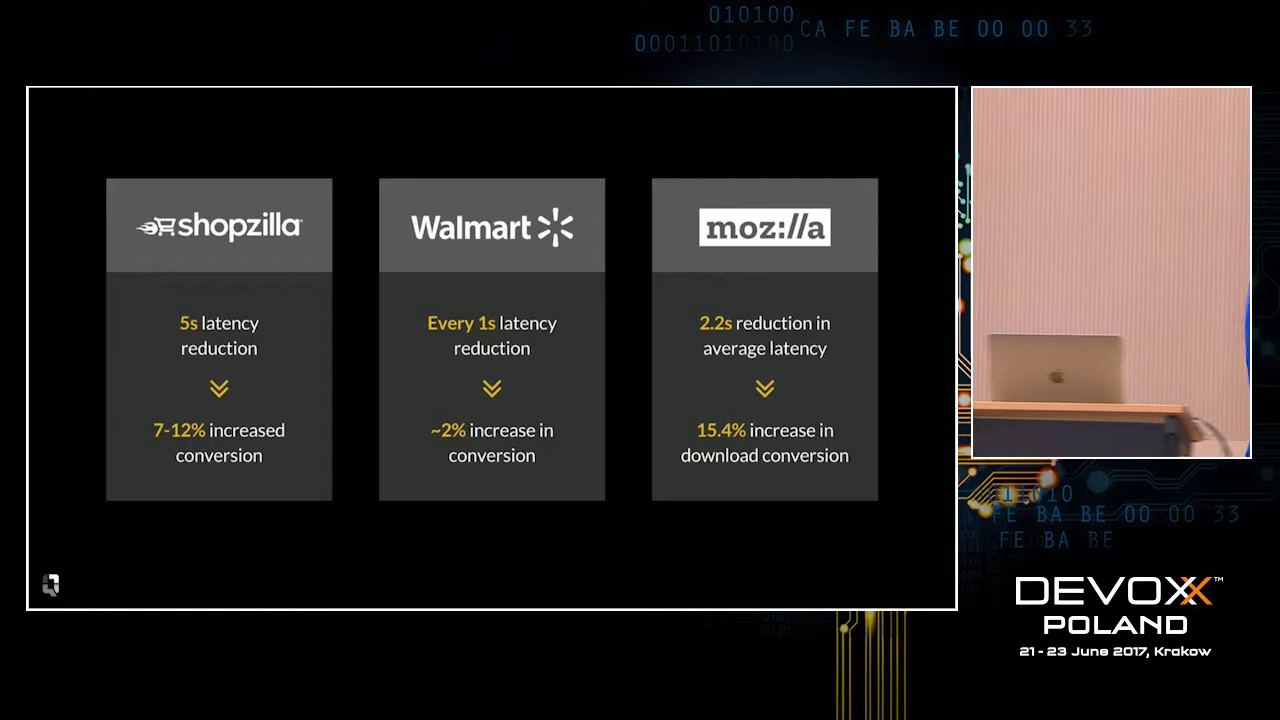 010100
00011010100
CA FE BA BE 00 00 33
shopzilla
5s latency
reduction
7-12% increased
conversion
Walmart
Every 1s latency
reduction
~2% increase in
conversion
moz://a
2.2s reduction in
average latency
15.4% increase in
download conversion
011010
FE BA BE 00 00 33
FE BA BE
DEVOXX™
POLAND
21 - 23 June 2017, Krakow